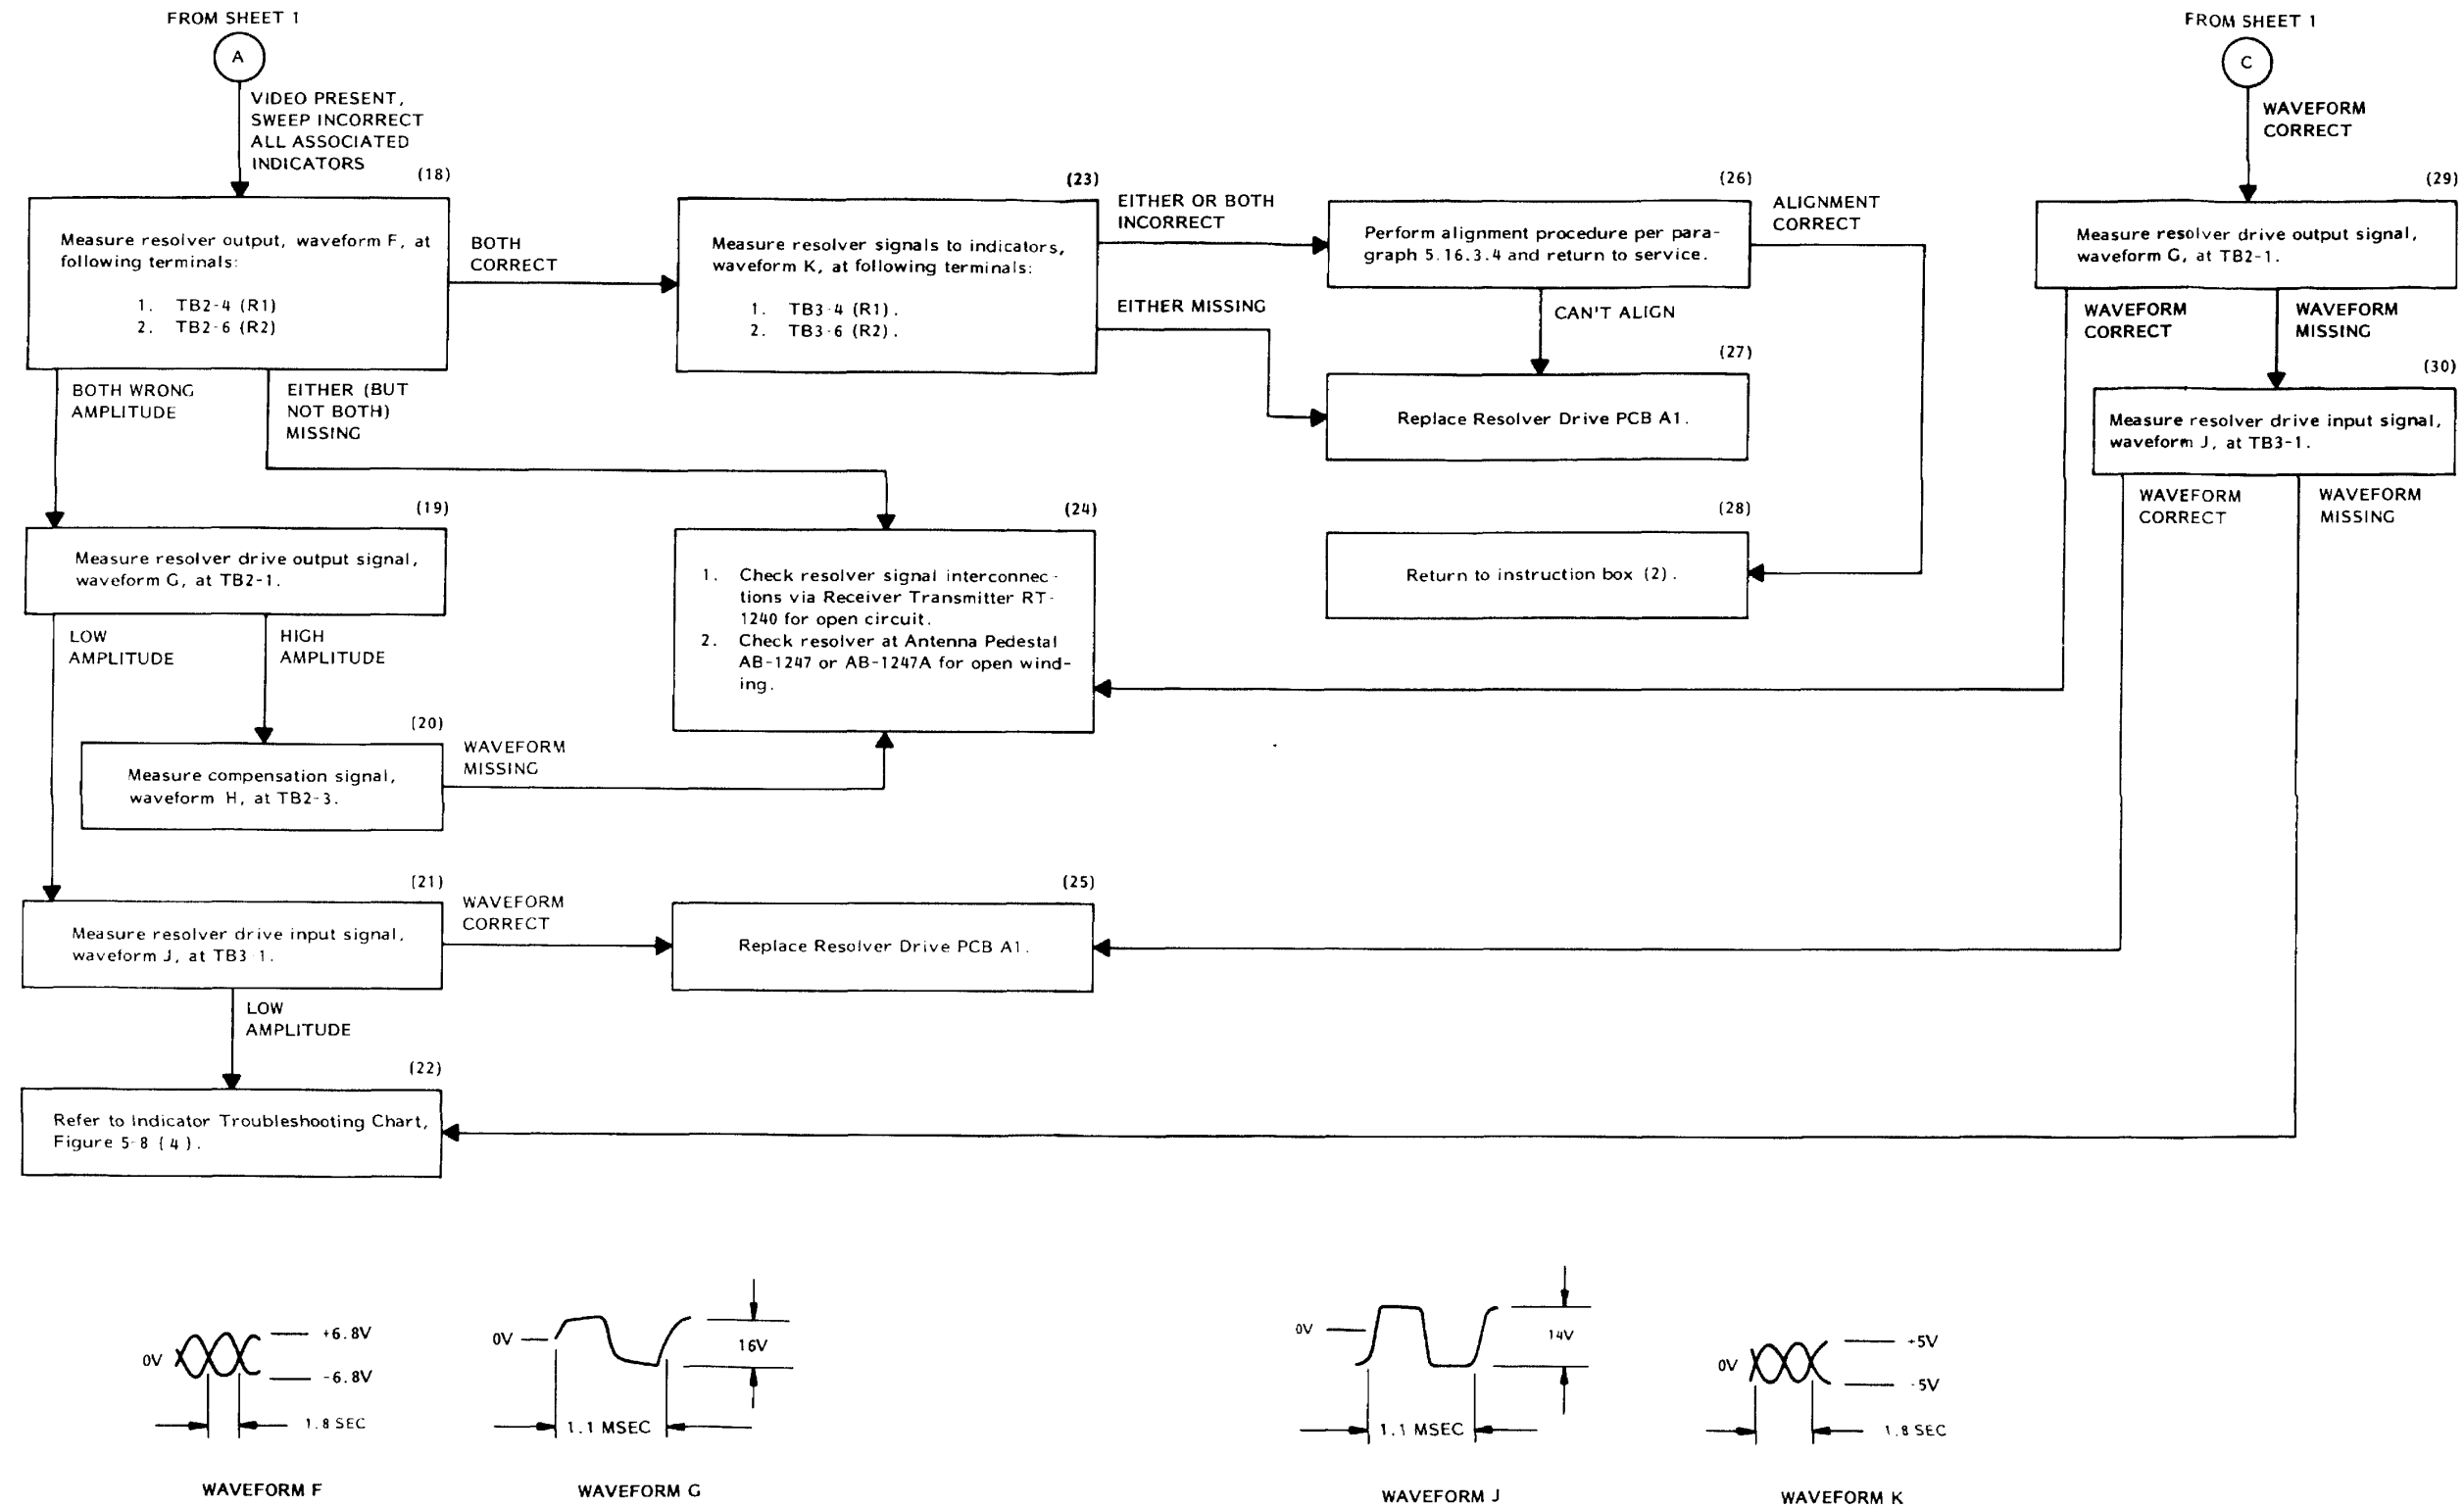 FROM SHEET 1
A
VIDEO PRESENT,
SWEEP INCORRECT
ALL ASSOCIATED
INDICATORS
(18)
Measure resolver output, waveform F, at
following terminals:
1. TB2-4 (R1)
2. TB2-6 (R2)
BOTH
CORRECT
BOTH WRONG
AMPLITUDE
EITHER (BUT
NOT BOTH)
MISSING
(23)
Measure resolver signals to indicators,
waveform K, at following terminals:
1. TB3-4 (R1).
2. TB3-6 (R2).
EITHER OR BOTH
INCORRECT
EITHER MISSING
(26)
Perform alignment procedure per para-
graph 5.16.3.4 and return to service.
ALIGNMENT
CORRECT
CAN'T ALIGN
(27)
Replace Resolver Drive PCB A1.
(28)
Return to instruction box (2).
FROM SHEET 1
C
WAVEFORM
CORRECT
(29)
Measure resolver drive output signal,
waveform G, at TB2-1.
WAVEFORM
CORRECT
WAVEFORM
MISSING
(30)
Measure resolver drive input signal,
waveform J, at TB3-1.
WAVEFORM
CORRECT
WAVEFORM
MISSING
(19)
Measure resolver drive output signal,
waveform G, at TB2-1.
LOW
AMPLITUDE
HIGH
AMPLITUDE
(24)
1. Check resolver signal interconnec-
tions via Receiver Transmitter RT-
1240 for open circuit.
2. Check resolver at Antenna Pedestal
AB-1247 or AB-1247A for open wind-
ing.
(20)
Measure compensation signal,
waveform H, at TB2-3.
WAVEFORM
MISSING
(21)
Measure resolver drive input signal,
waveform J, at TB3-1.
WAVEFORM
CORRECT
(25)
Replace Resolver Drive PCB A1.
LOW
AMPLITUDE
(22)
Refer to Indicator Troubleshooting Chart,
Figure 5-8 (4).
0V
+6.8V
-6.8V
1.8 SEC
WAVEFORM F
0V
16V
1.1 MSEC
WAVEFORM G
0V
14V
1.1 MSEC
WAVEFORM J
0V
+5V
-5V
1.8 SEC
WAVEFORM K